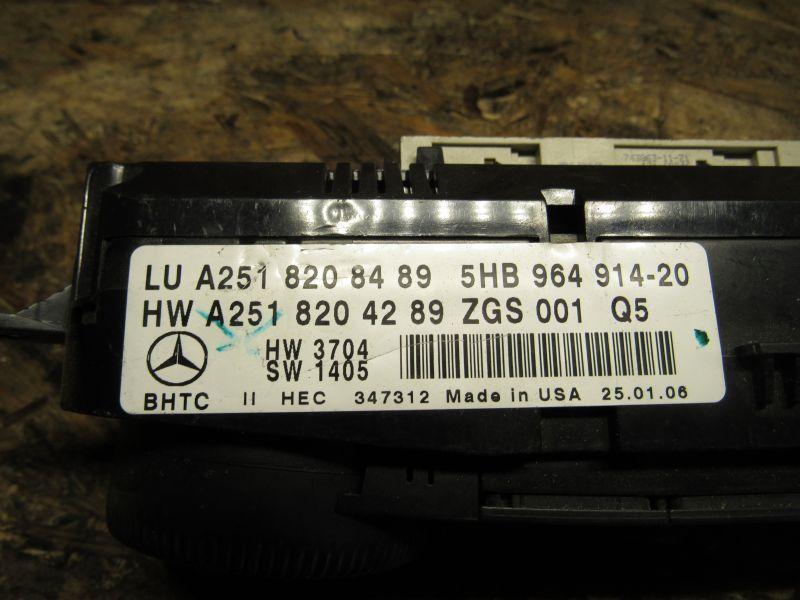 LU A251 820 84 89 5HB 964 914-20
HW A251 820 42 89 ZGS 001 Q5
HW 3704
SW 1405
BHTC II HEC 347312 Made in USA 25.01.06